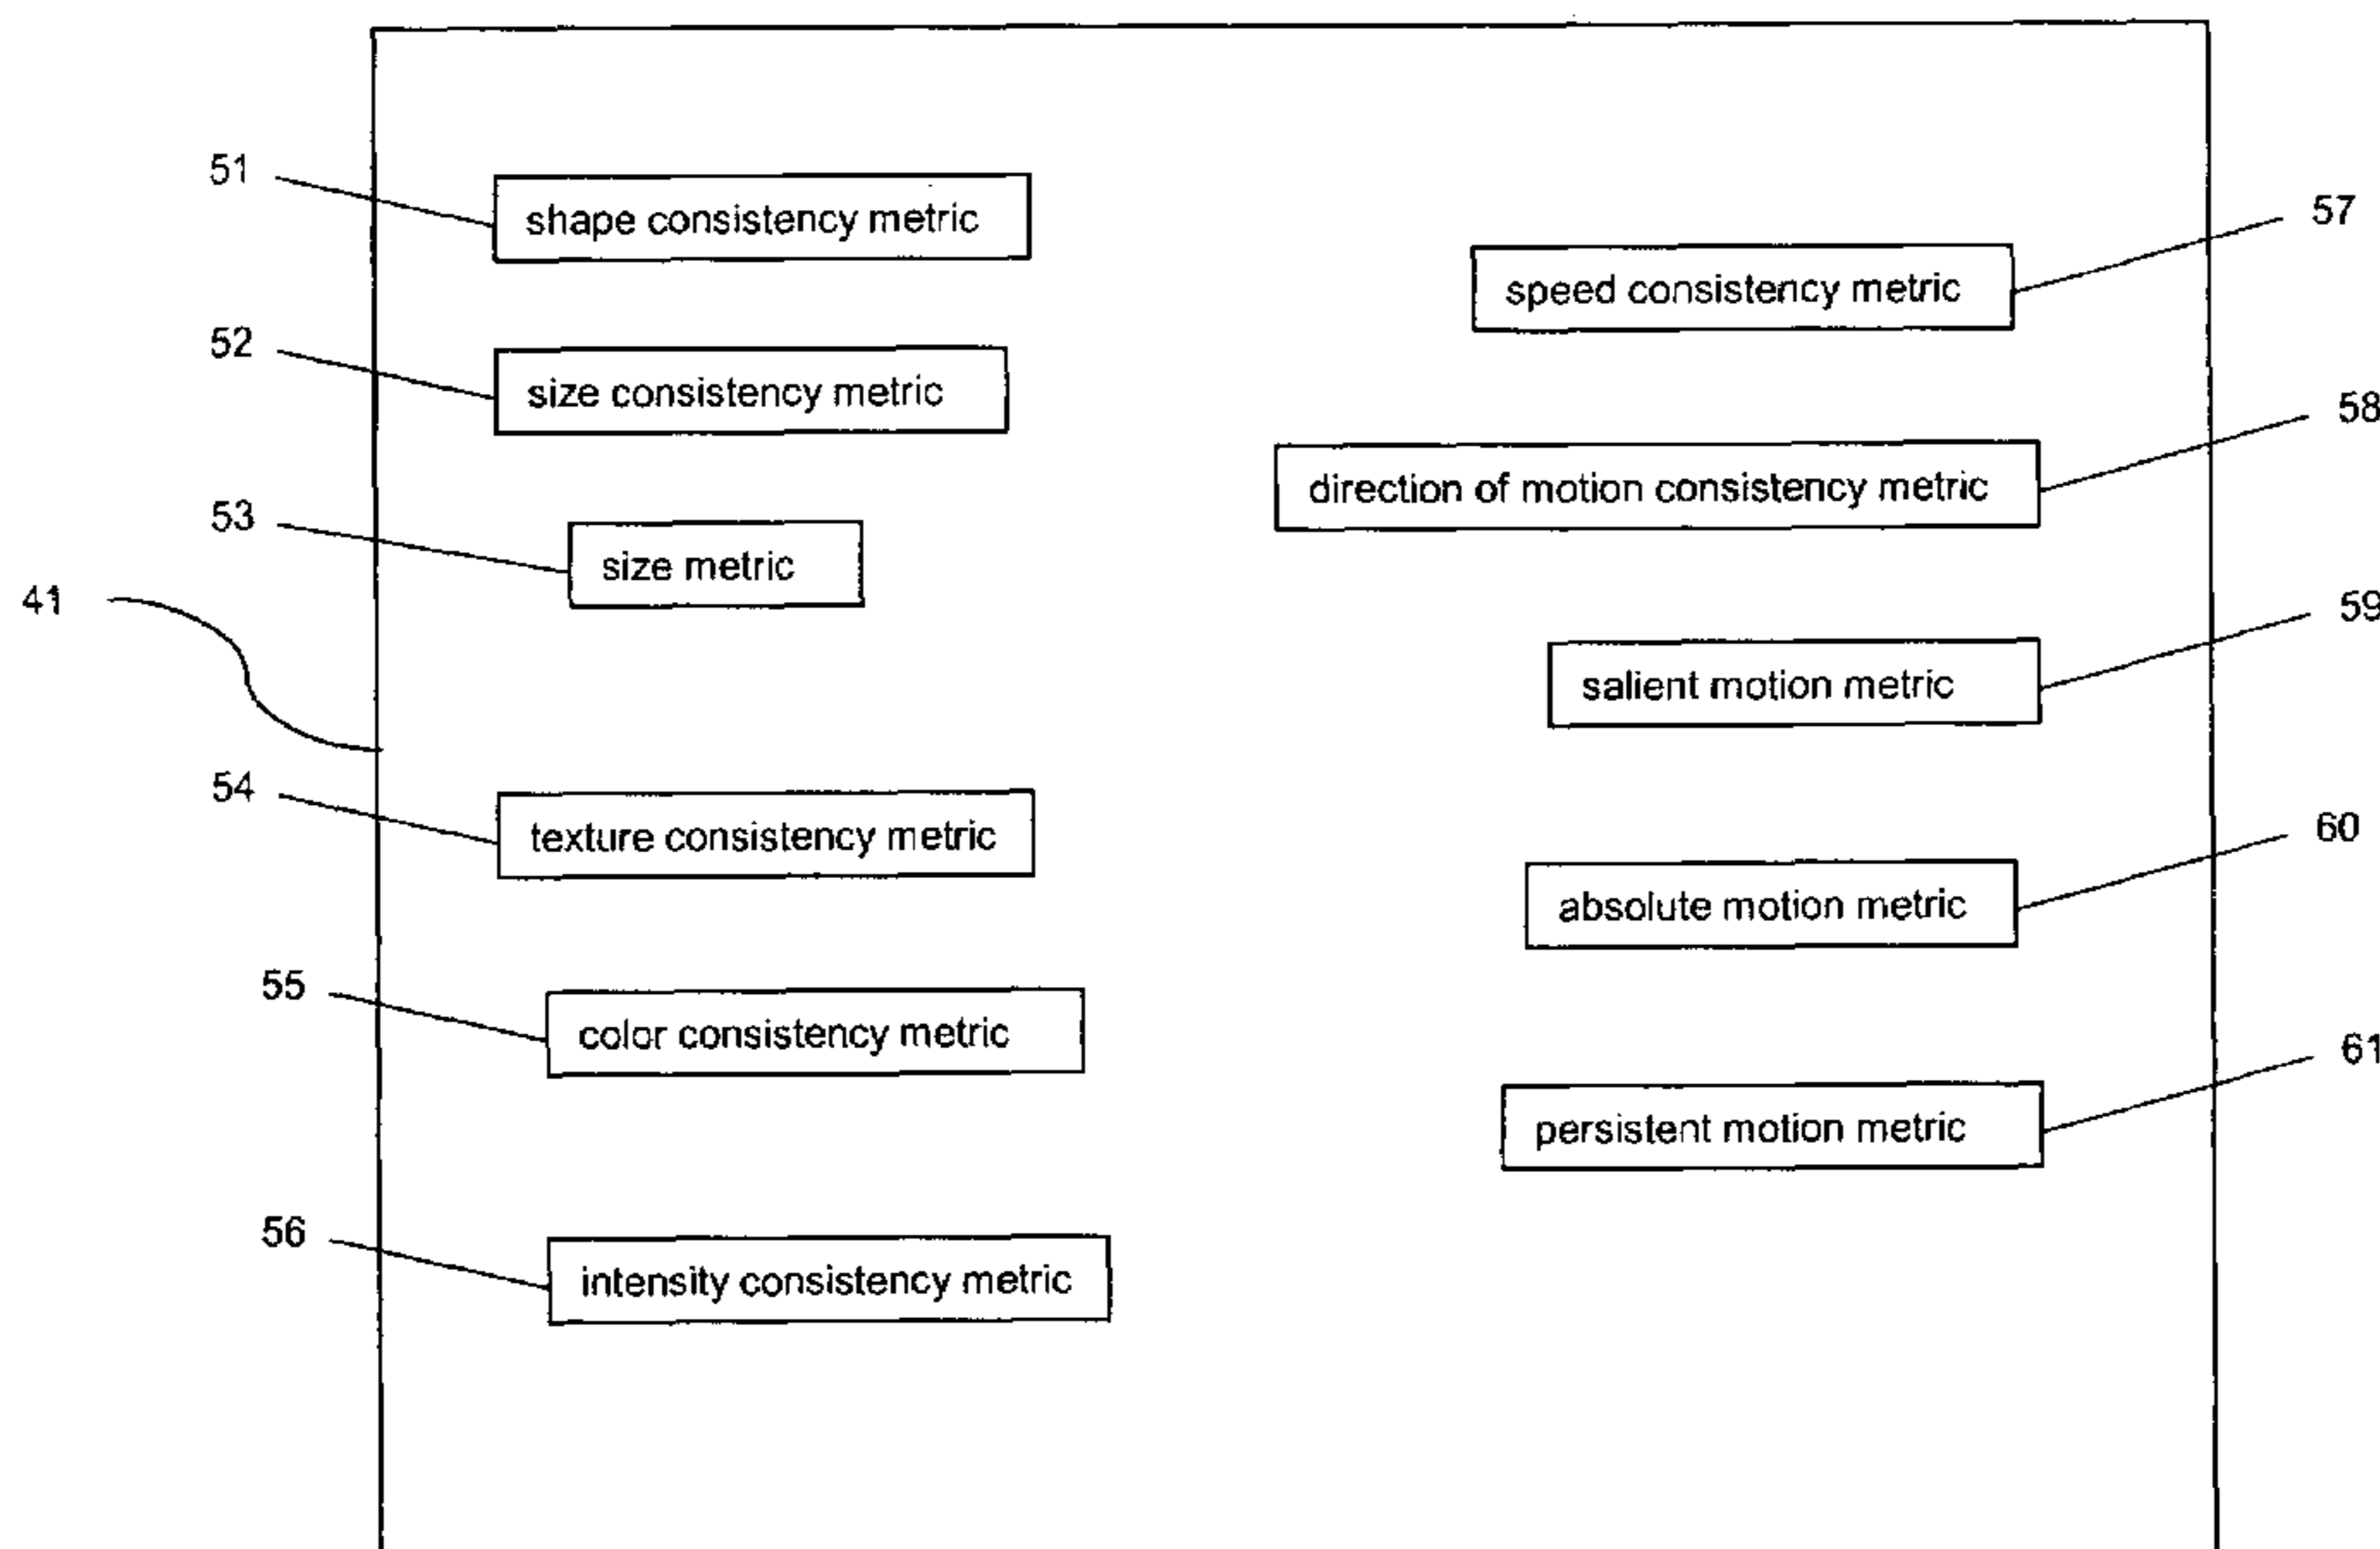 51
shape consistency metric
57
speed consistency metric
52
size consistency metric
58
direction of motion consistency metric
53
size metric
41
59
salient motion metric
54
texture consistency metric
60
absolute motion metric
55
color consistency metric
61
persistent motion metric
56
intensity consistency metric